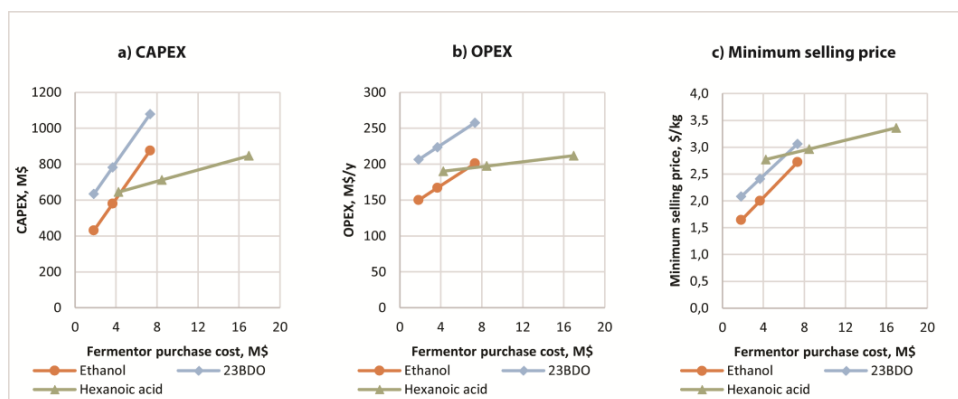 a) CAPEX
1200
1000
800
600
400
200
0
CAPEX, M$
0 4 8 12 16 20
Fermentor purchase cost, M$
Ethanol 23BDO
Hexanoic acid
b) OPEX
300
250
200
150
100
50
0
OPEX, M$/y
0 4 8 12 16 20
Fermentor purchase cost, M$
Ethanol 23BDO
Hexanoic acid
c) Minimum selling price
4,0
3,5
3,0
2,5
2,0
1,5
1,0
0,5
0,0
Minimum selling price, $/kg
0 4 8 12 16 20
Fermentor purchase cost, M$
Ethanol 23BDO
Hexanoic acid